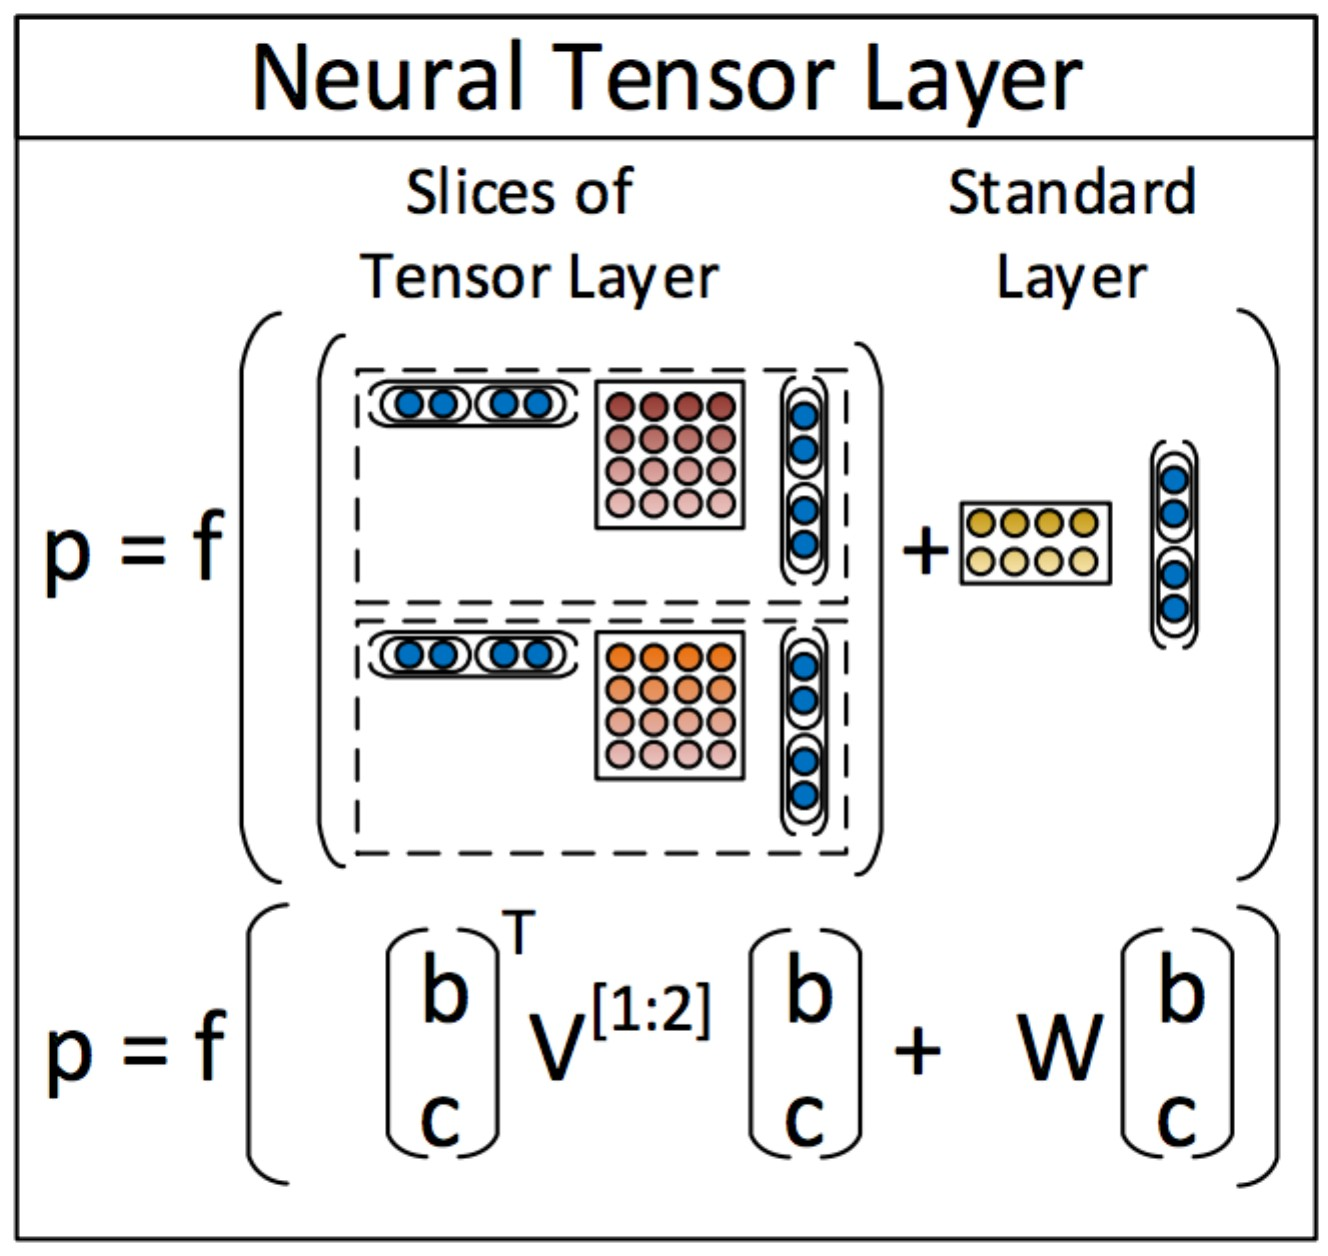 Neural Tensor Layer
Slices of
Tensor Layer
Standard
Layer
p = f
+
p = f
b
c
T
V[1:2]
b
c
+
W
b
c